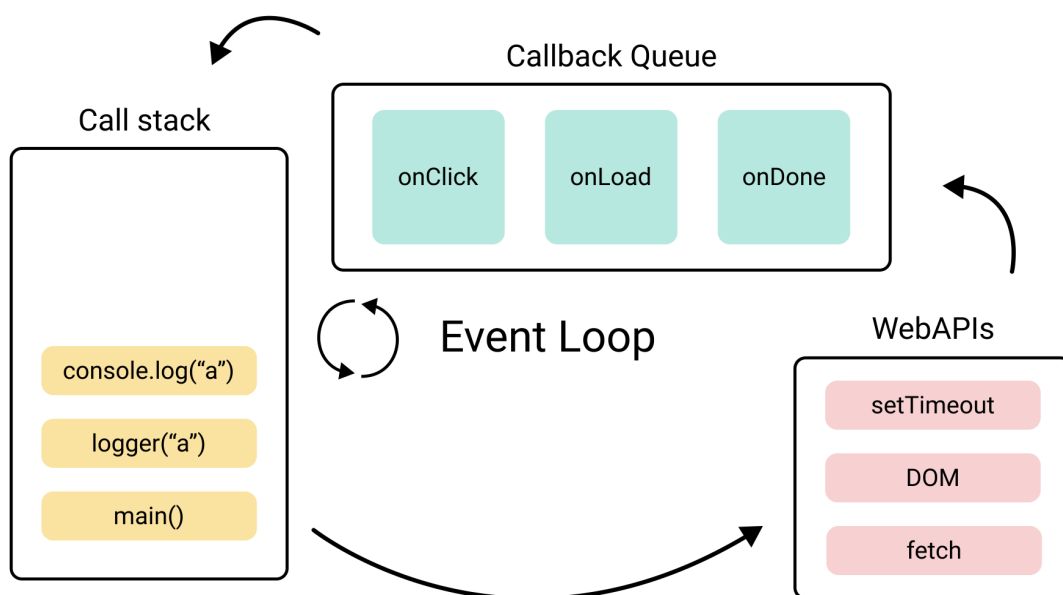 Callback Queue
onClick
onLoad
onDone
Call stack
console.log(“a”)
logger(“a”)
main()
Event Loop
WebAPIs
setTimeout
DOM
fetch